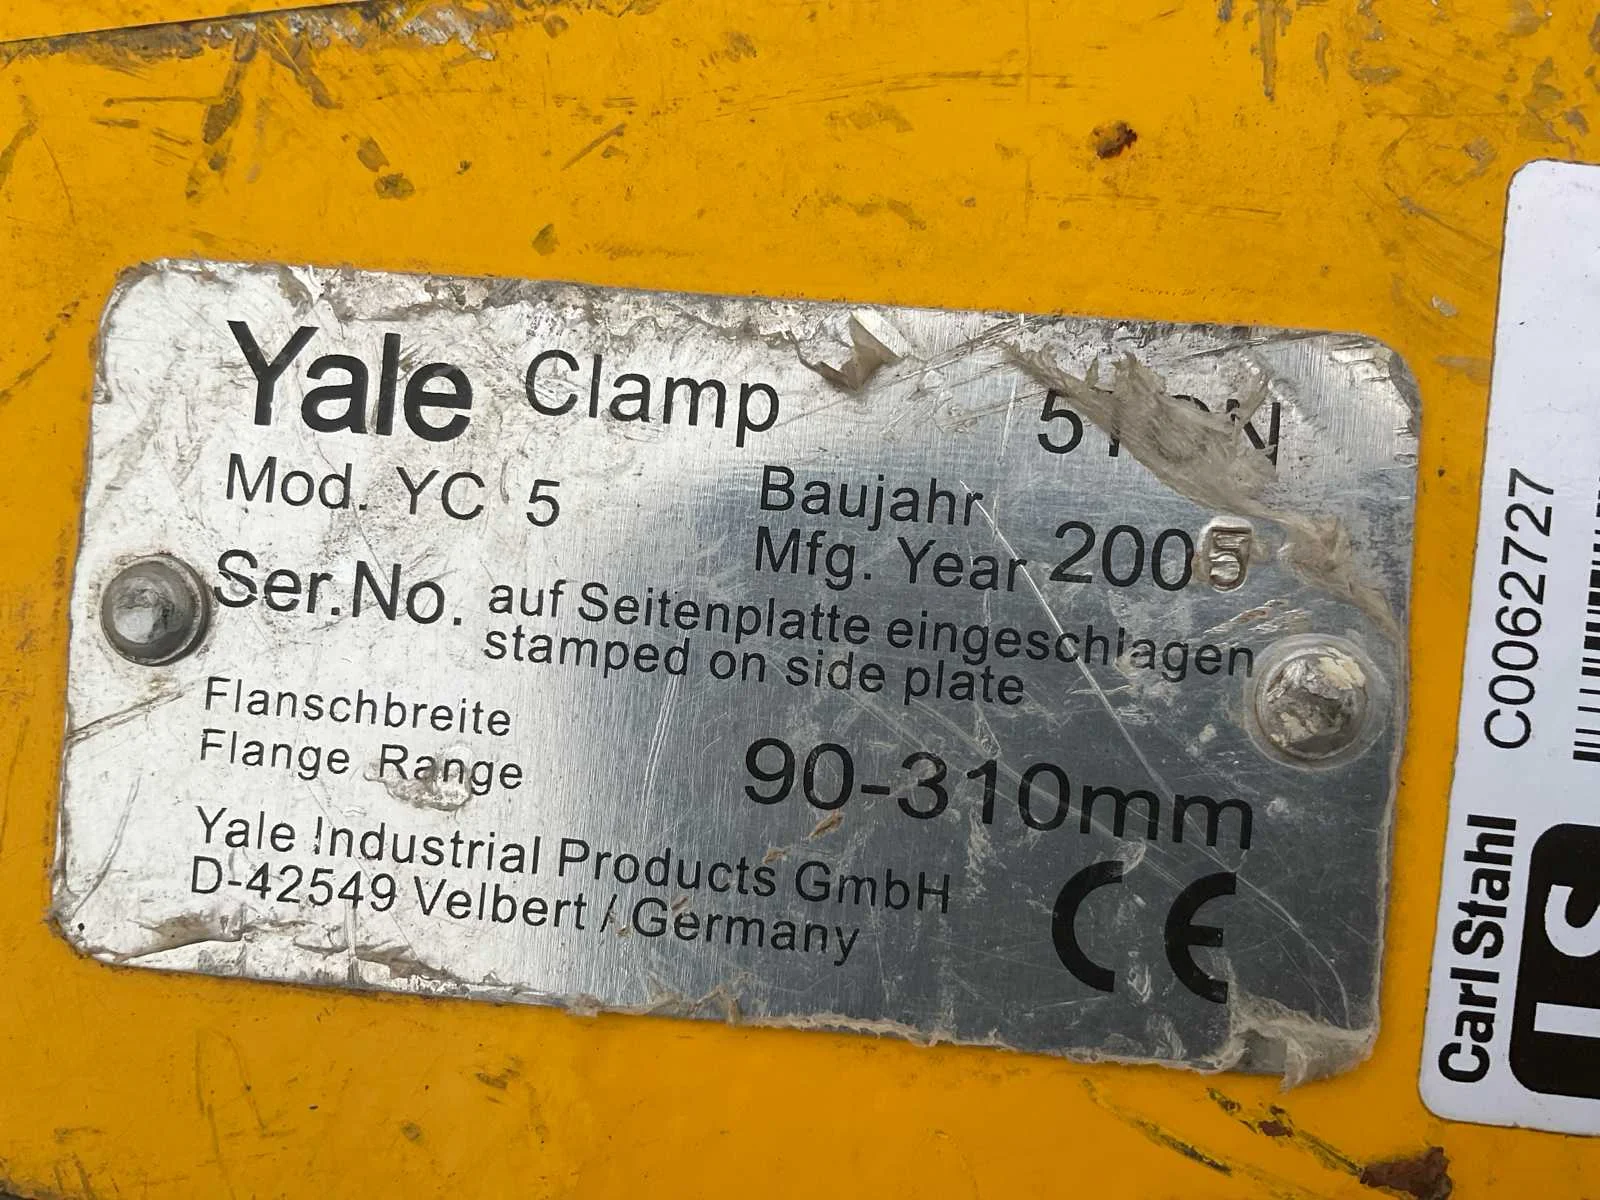 Yale Clamp
Mod. YC 5
Baujahr
Mfg. Year 2005
Ser.No. auf Seitenplatte eingeschlagen
stamped on side plate
Flanschbreite
Flange Range
90-310mm
Yale Industrial Products GmbH
D-42549 Velbert / Germany
CE
C0062727
Carl Stahl